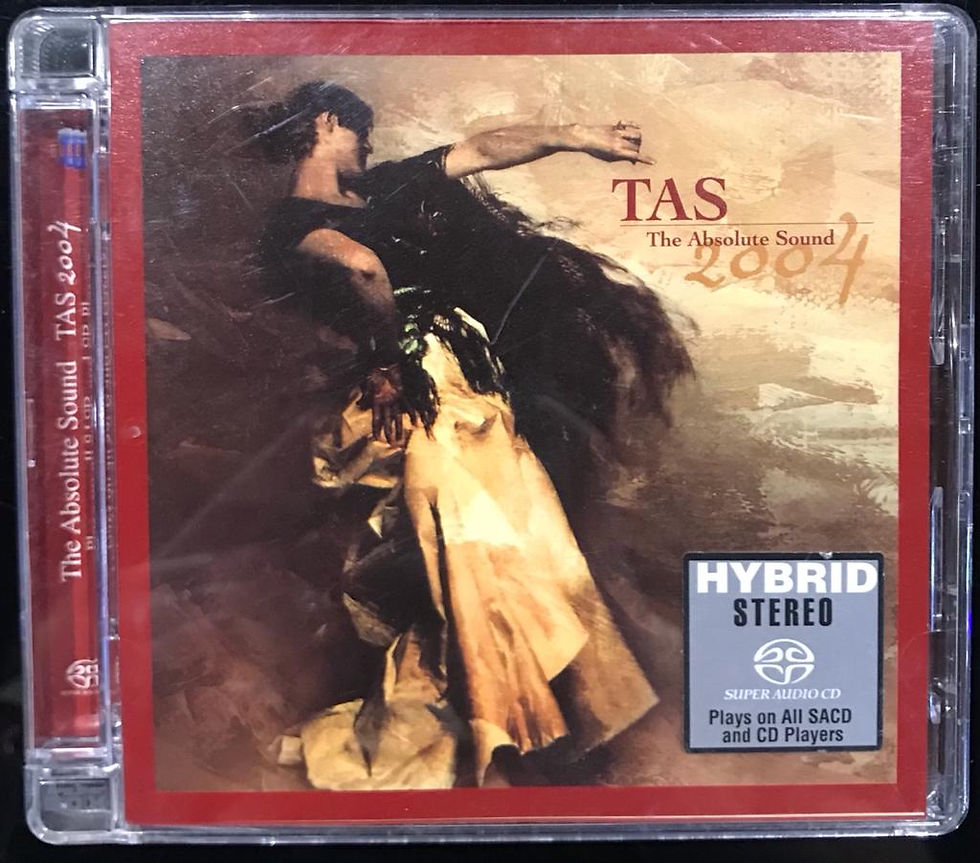 TAS
The Absolute Sound
2004
HYBRID
STEREO
SUPER AUDIO CD
Plays on All SACD
and CD Players
The Absolute Sound TAS 2004